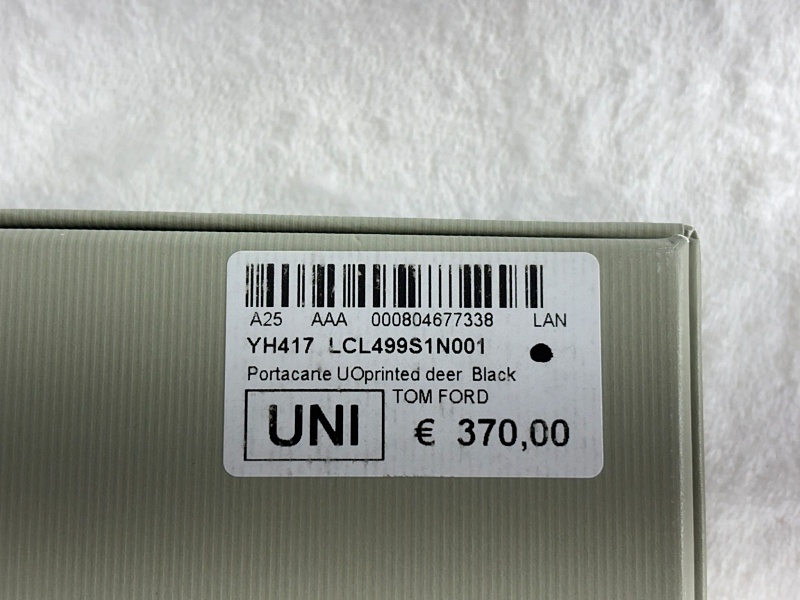 A25 AAA 000804677338 LAN
YH417 LCL499S1N001
Portacarte UOprinted deer Black
TOM FORD
UNI € 370,00